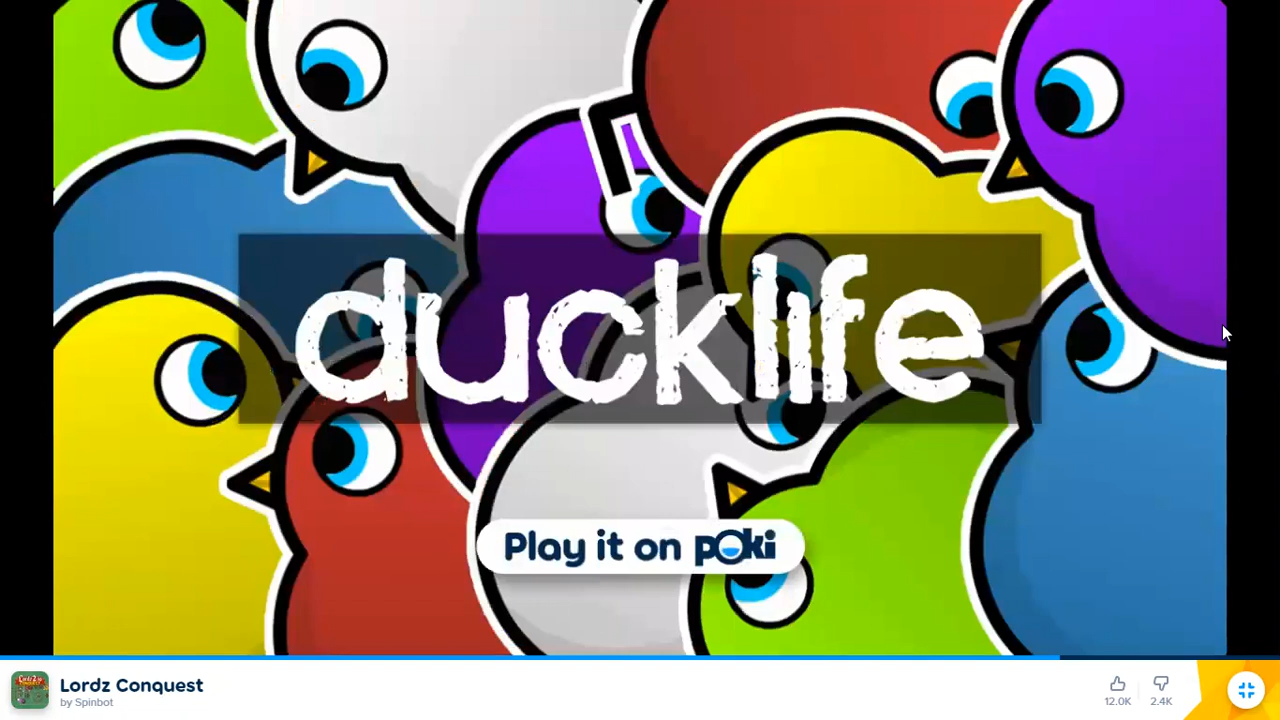 ducklife
Play it on poki
Lordz Conquest
by Spinbot
12.0K
2.4K